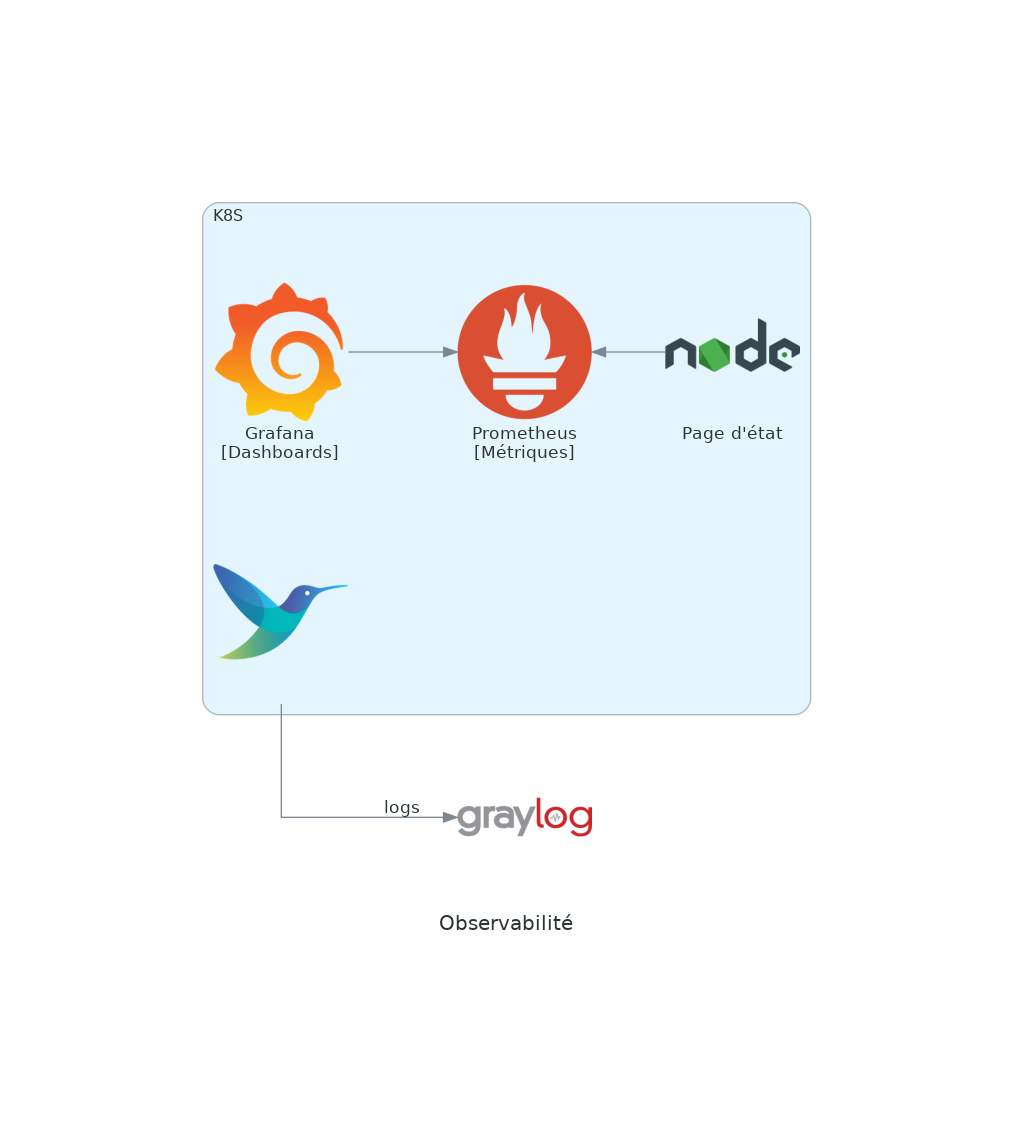 K8S
node
Grafana
[Dashboards]
Prometheus
[Métriques]
Page d'état
logs
graylog
Observabilité